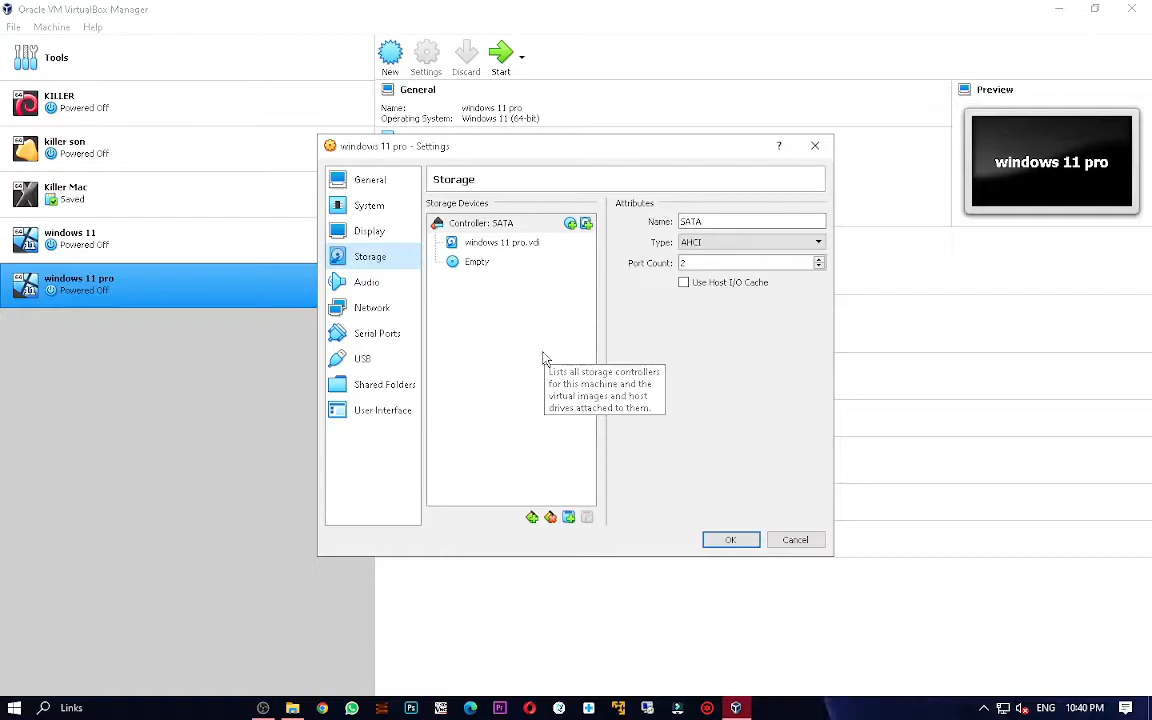 Oracle VM VirtualBox Manager
File Machine Help
Tools
KILLER
Powered Off
killer son
Powered Off
Killer Mac
Saved
windows 11
Powered Off
windows 11 pro
Powered Off
New Settings Discard Start
General
Name: windows 11 pro
Operating System: Windows 11 (64-bit)
Preview
windows 11 pro
windows 11 pro - Settings
?
General
System
Display
Storage
Audio
Network
Serial Ports
USB
Shared Folders
User Interface
Storage
Storage Devices
Controller: SATA
windows 11 pro.vdi
Empty
Lists all storage controllers
for this machine and the
virtual images and host
drives attached to them.
Attributes
Name: SATA
Type: AHCI
Port Count: 2
Use Host I/O Cache
OK Cancel
Links
ENG 10:40 PM